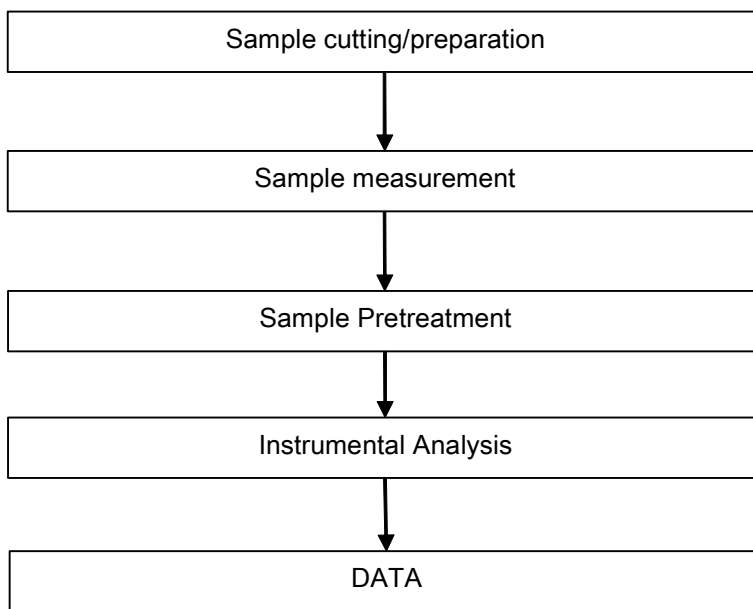 Sample cutting/preparation
Sample measurement
Sample Pretreatment
Instrumental Analysis
DATA